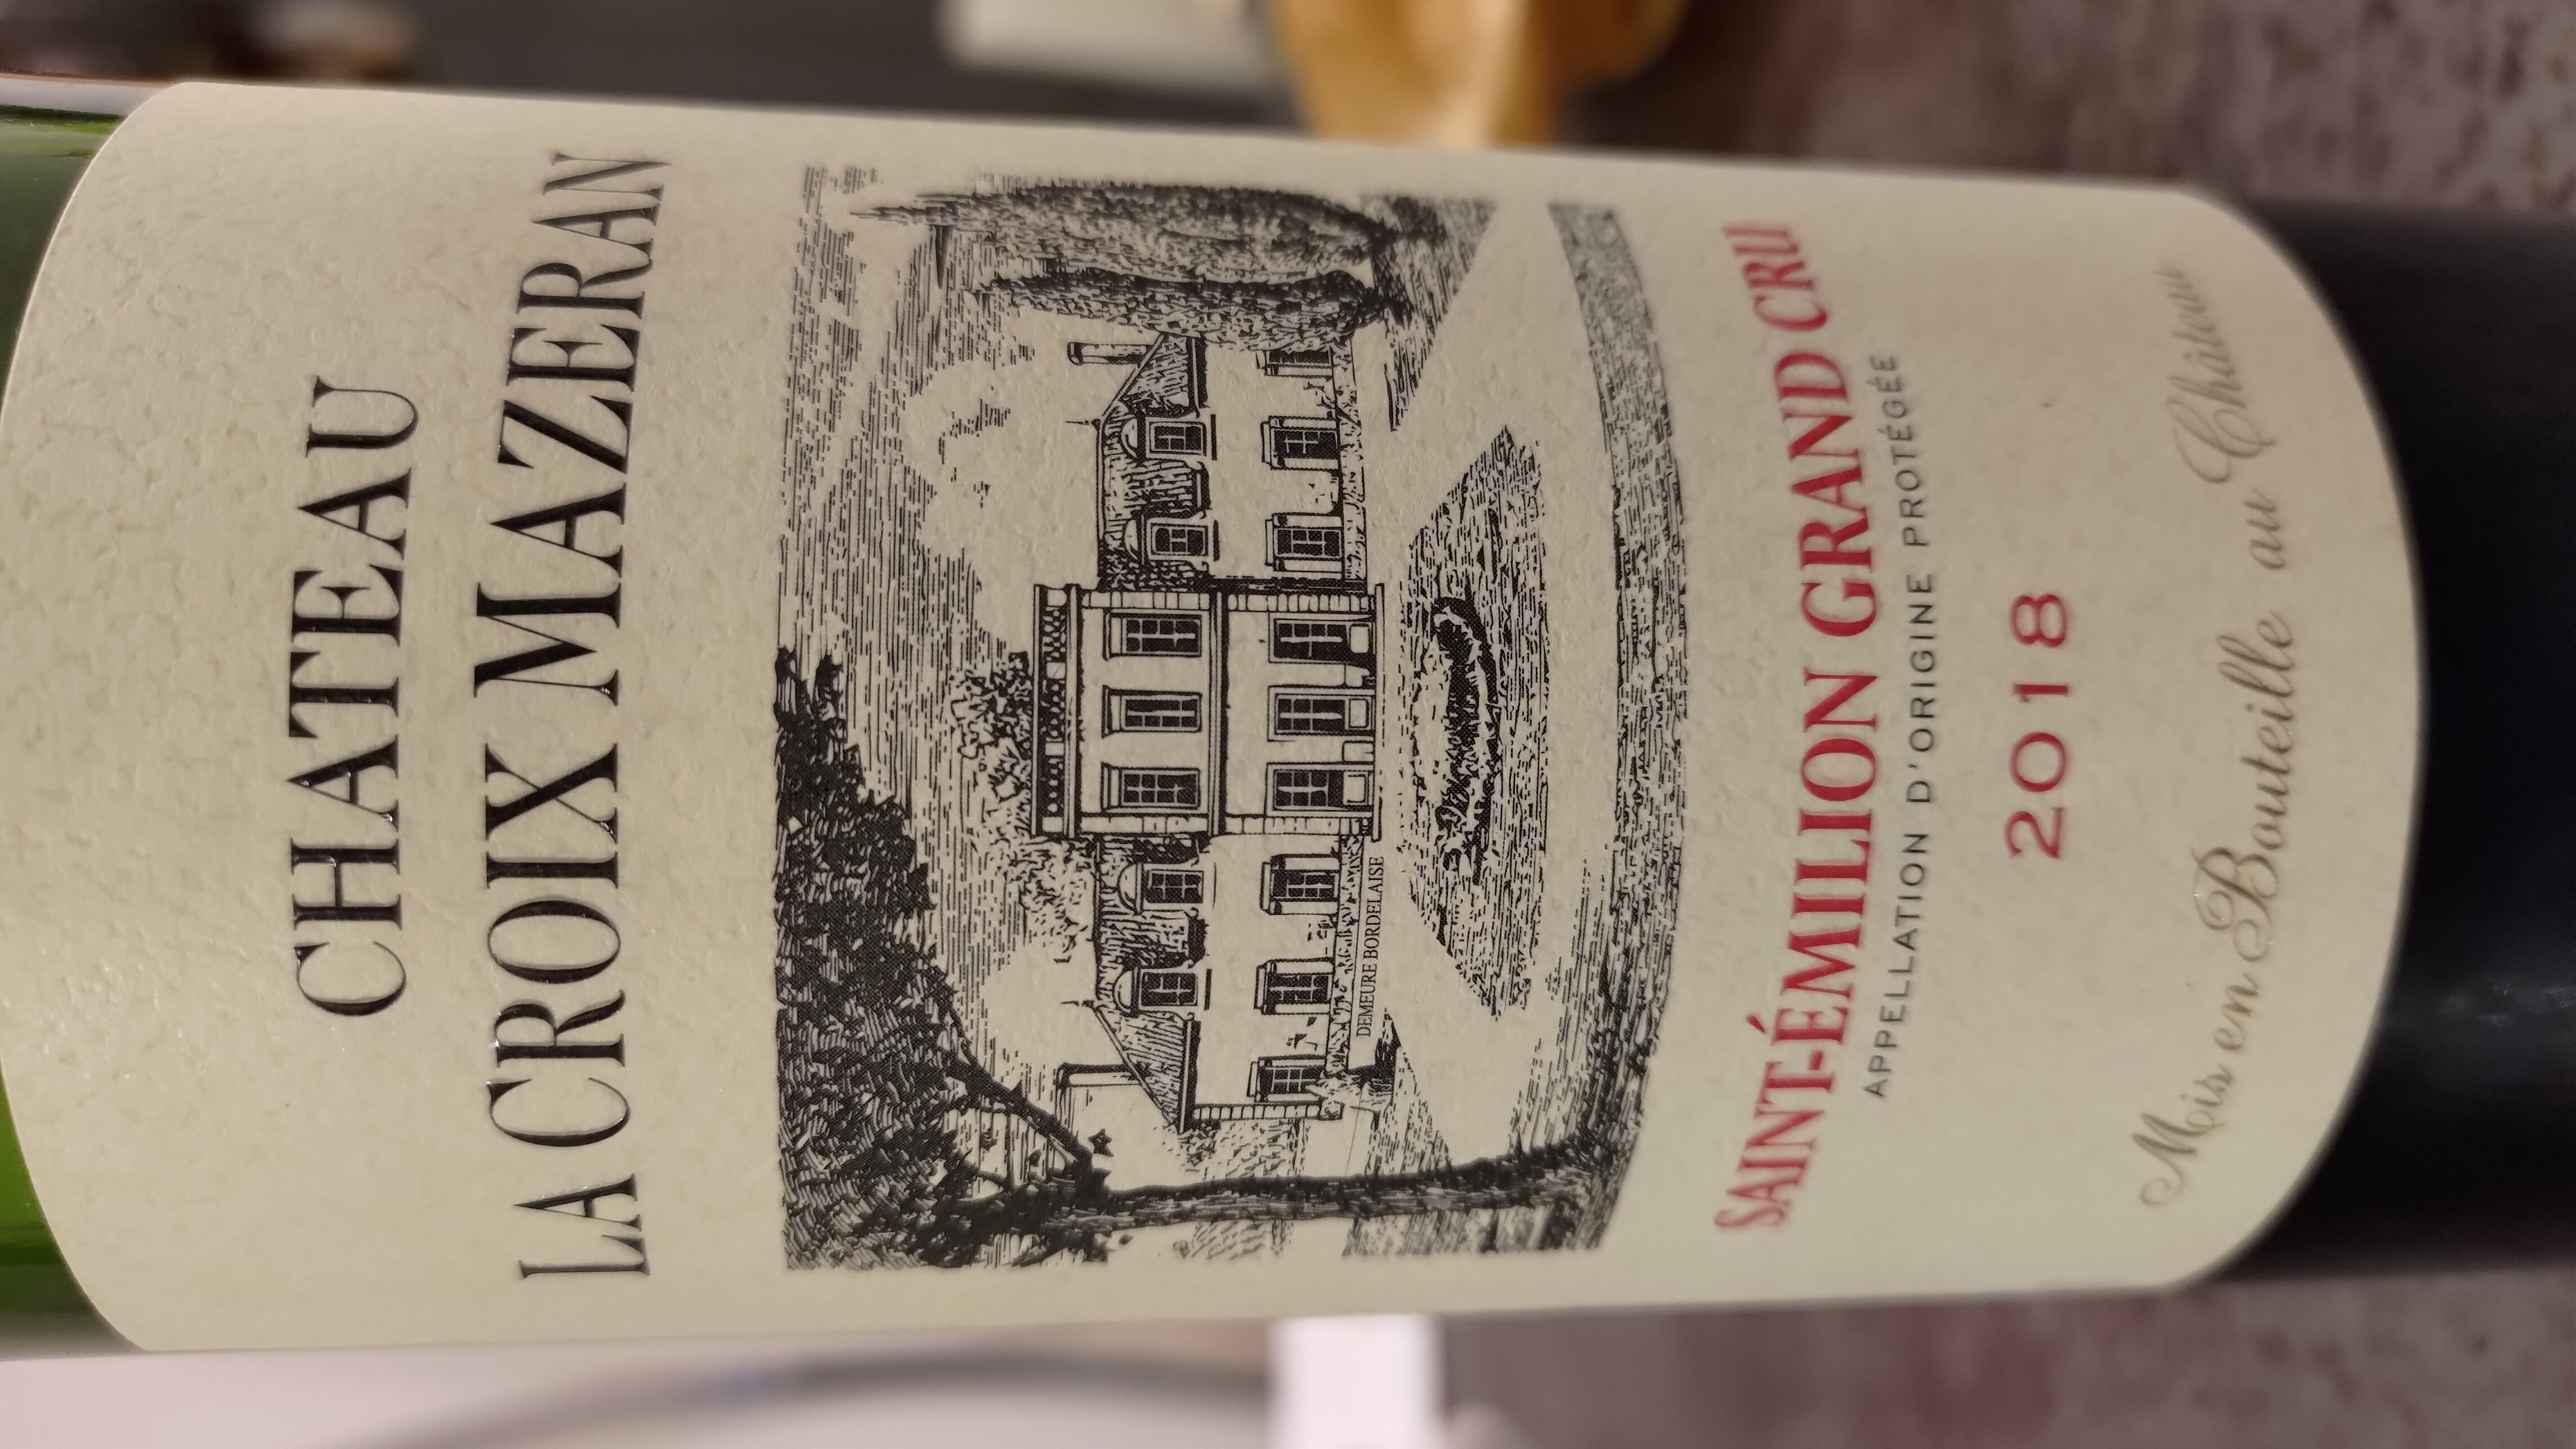 CHATEAU
LA CROIX MAZERAN
DEMEURE BORDELAISE
SAINT-ÉMILION GRAND CRU
APPELLATION D'ORIGINE PROTÉGÉE
2018
Mis en Bouteille au Château